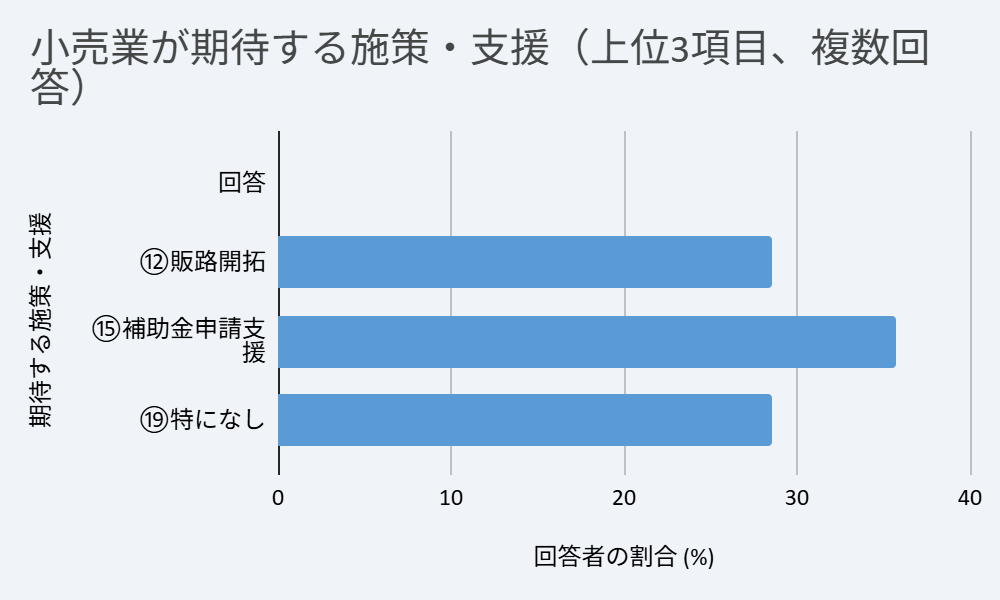 小売業が期待する施策・支援（上位3項目、複数回
答）
期待する施策・支援
回答
⑫販路開拓
⑮補助金申請支
援
⑲特になし
0 10 20 30 40
回答者の割合 (%)